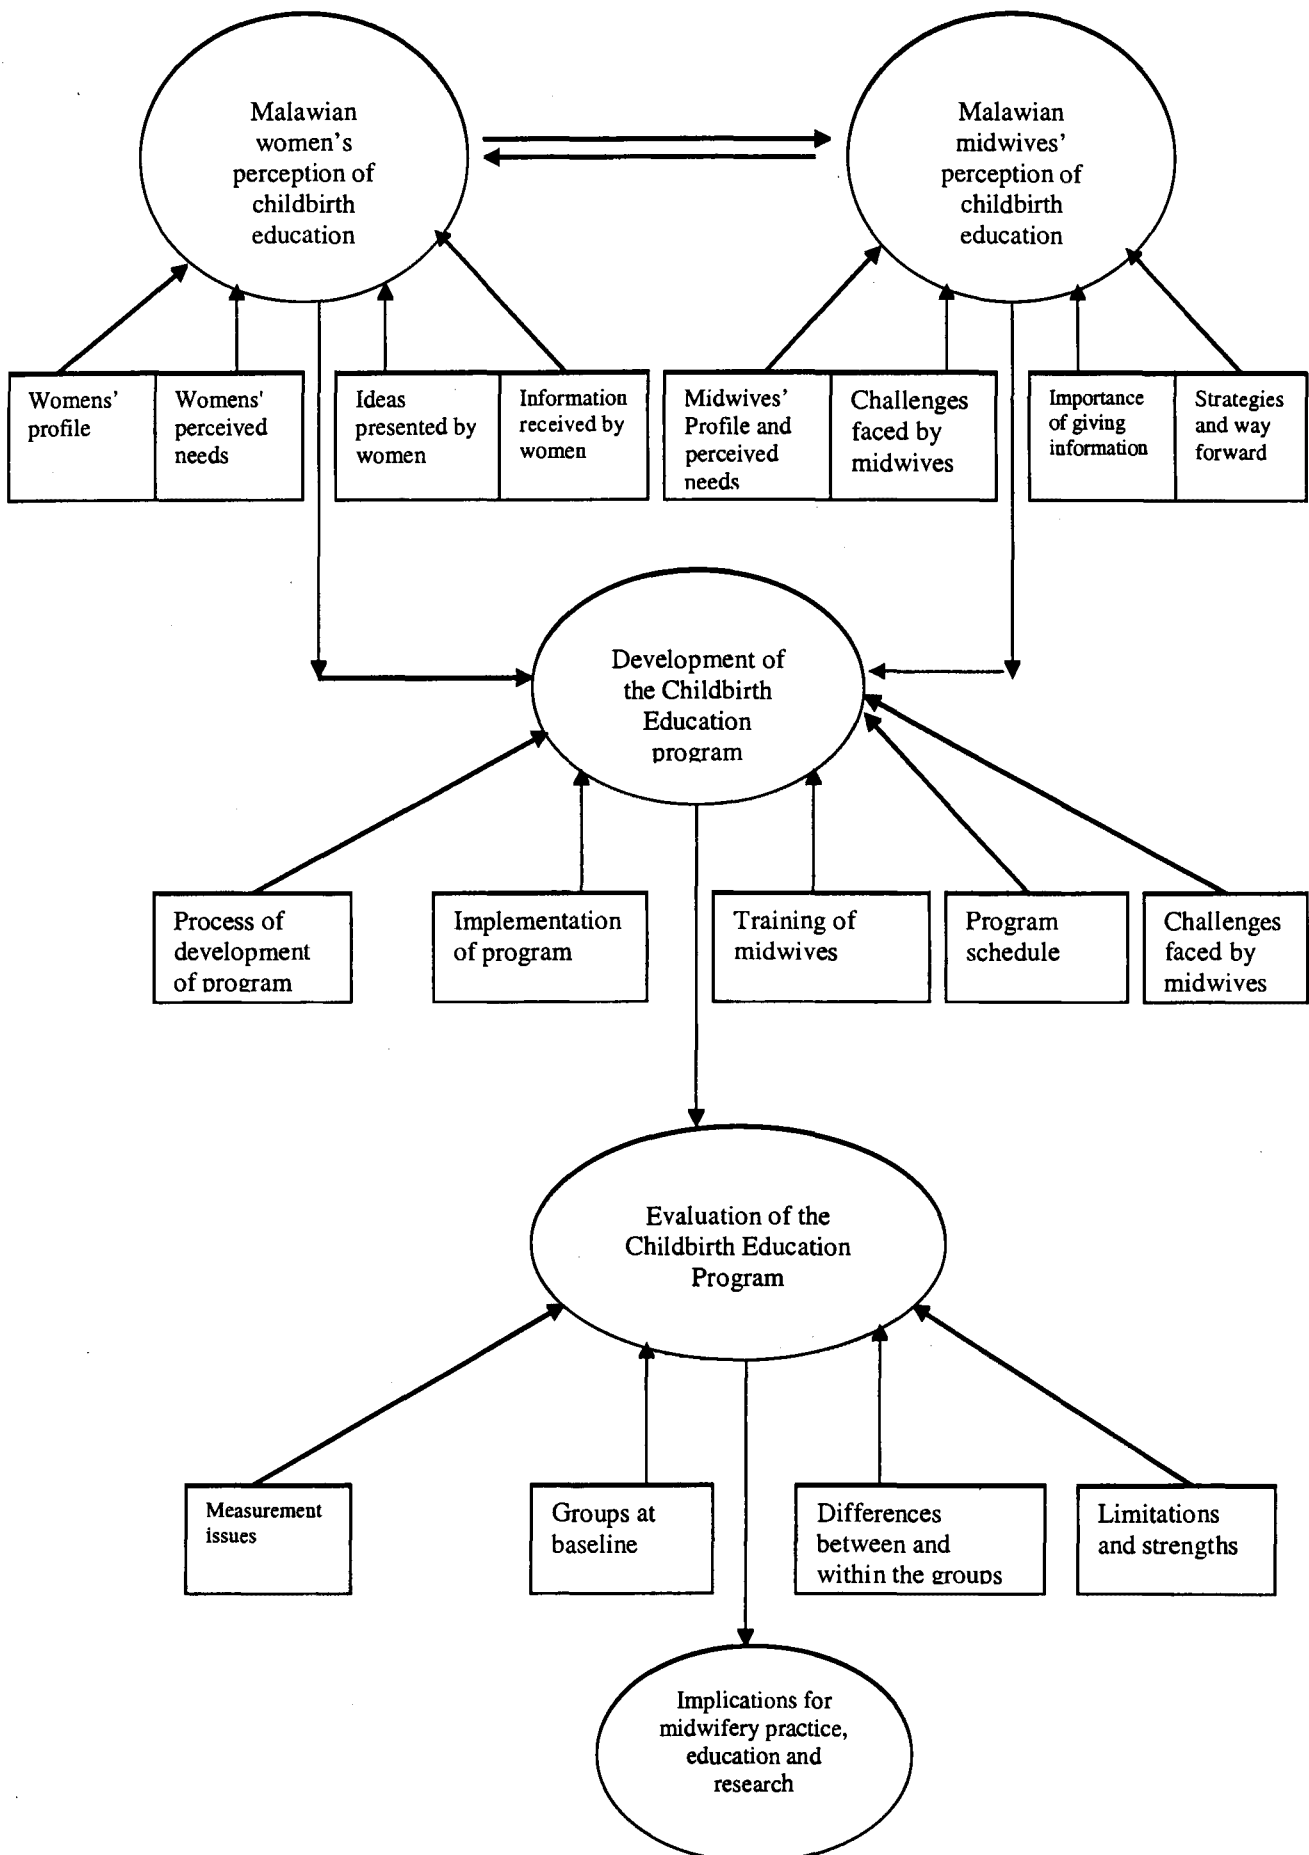 Malawian
women's
perception of
childbirth
education
Malawian
midwives'
perception of
childbirth
education
Womens'
profile
Womens'
perceived
needs
Ideas
presented by
women
Information
received by
women
Midwives'
Profile and
perceived
needs
Challenges
faced by
midwives
Importance
of giving
information
Strategies
and way
forward
Development of
the Childbirth
Education
program
Process of
development
of program
Implementation
of program
Training of
midwives
Program
schedule
Challenges
faced by
midwives
Evaluation of the
Childbirth Education
Program
Measurement
issues
Groups at
baseline
Differences
between and
within the groups
Limitations
and strengths
Implications for
midwifery practice,
education and
research